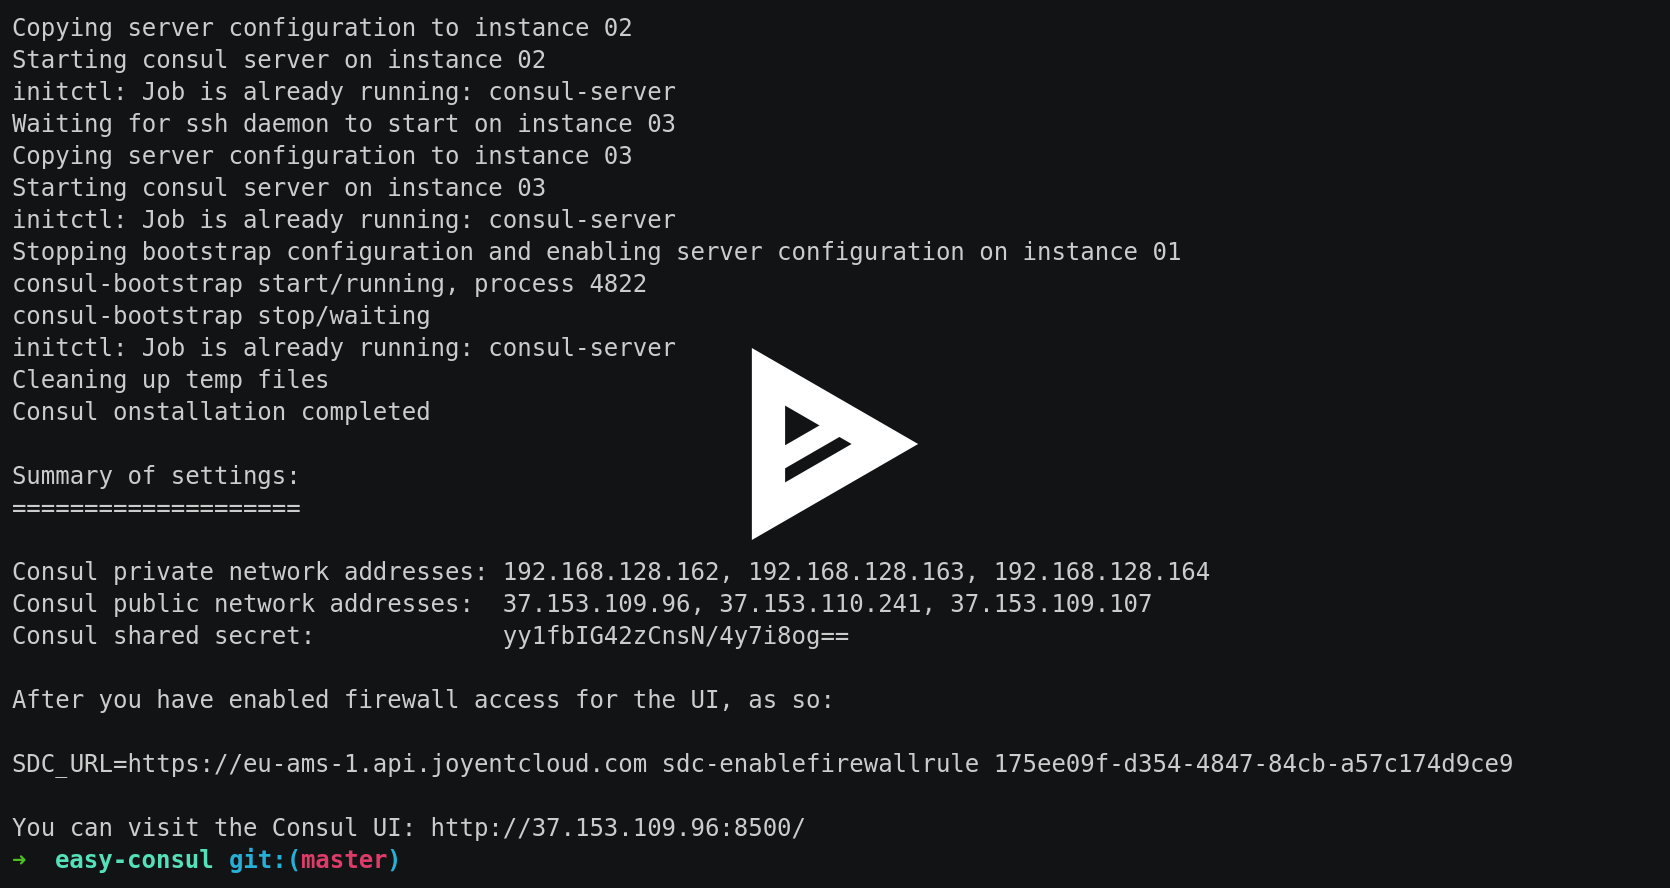 Copying server configuration to instance 02
Starting consul server on instance 02
initctl: Job is already running: consul-server
Waiting for ssh daemon to start on instance 03
Copying server configuration to instance 03
Starting consul server on instance 03
initctl: Job is already running: consul-server
Stopping bootstrap configuration and enabling server configuration on instance 01
consul-bootstrap start/running, process 4822
consul-bootstrap stop/waiting
initctl: Job is already running: consul-server
Cleaning up temp files
Consul onstallation completed
Summary of settings:
====================
Consul private network addresses: 192.168.128.162, 192.168.128.163, 192.168.128.164
Consul public network addresses:  37.153.109.96, 37.153.110.241, 37.153.109.107
Consul shared secret:             yy1fbIG42zCnsN/4y7i8og==
After you have enabled firewall access for the UI, as so:
SDC_URL=https://eu-ams-1.api.joyentcloud.com sdc-enablefirewallrule 175ee09f-d354-4847-84cb-a57c174d9ce9
You can visit the Consul UI: http://37.153.109.96:8500/
➜  easy-consul git:(master)